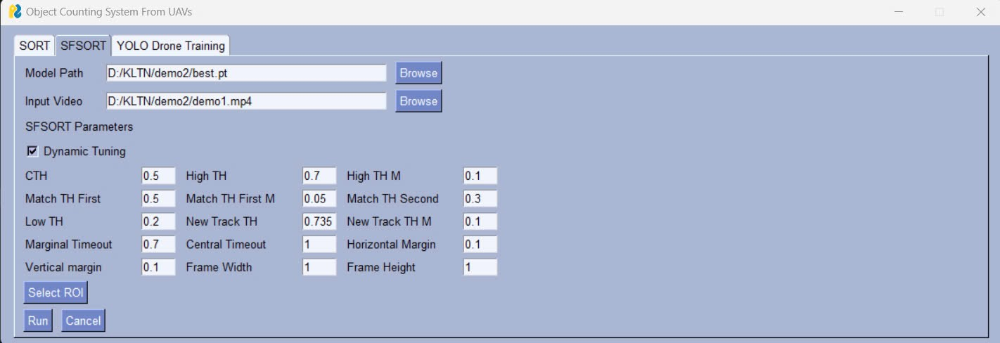 Object Counting System From UAVs
SORT SFSORT YOLO Drone Training
Model Path D:/KLTN/demo2/best.pt Browse
Input Video D:/KLTN/demo2/demo1.mp4 Browse
SFSORT Parameters
Dynamic Tuning
CTH 0.5 High TH 0.7 High TH M 0.1
Match TH First 0.5 Match TH First M 0.05 Match TH Second 0.3
Low TH 0.2 New Track TH 0.735 New Track TH M 0.1
Marginal Timeout 0.7 Central Timeout 1 Horizontal Margin 0.1
Vertical margin 0.1 Frame Width 1 Frame Height 1
Select ROI
Run Cancel